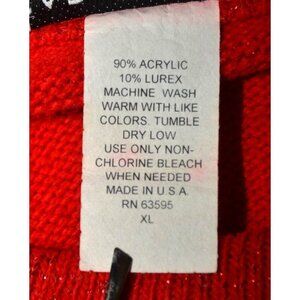 90% ACRYLIC
10% LUREX
MACHINE WASH
WARM WITH LIKE
COLORS. TUMBLE
DRY LOW
USE ONLY NON-
CHLORINE BLEACH
WHEN NEEDED
MADE IN U S A
RN 63595
XL